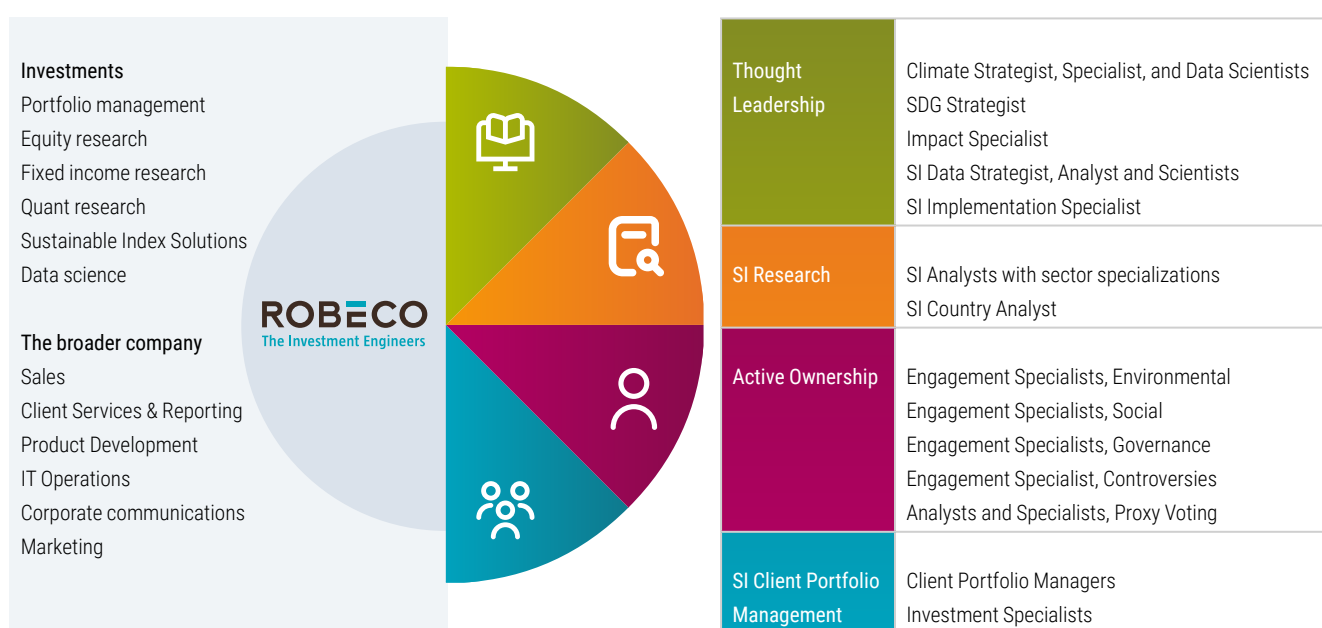 Investments
Portfolio management
Equity research
Fixed income research
Quant research
Sustainable Index Solutions
Data science
The broader company
Sales
Client Services & Reporting
Product Development
IT Operations
Corporate communications
Marketing
ROBECO
The Investment Engineers
Thought
Leadership
Climate Strategist, Specialist, and Data Scientists
SDG Strategist
Impact Specialist
SI Data Strategist, Analyst and Scientists
SI Implementation Specialist
SI Research
SI Analysts with sector specializations
SI Country Analyst
Active Ownership
Engagement Specialists, Environmental
Engagement Specialists, Social
Engagement Specialists, Governance
Engagement Specialist, Controversies
Analysts and Specialists, Proxy Voting
SI Client Portfolio
Management
Client Portfolio Managers
Investment Specialists